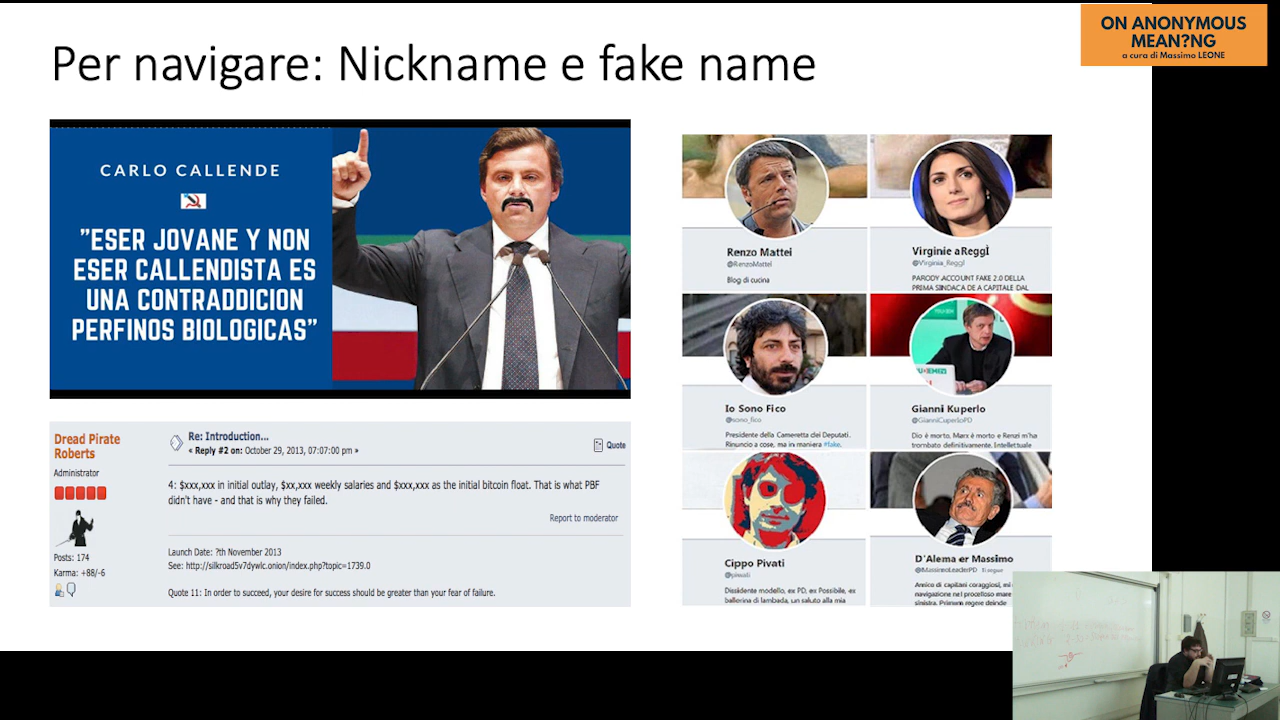 ON ANONYMOUS
MEAN?NG
a cura di Massimo LEONE
Per navigare: Nickname e fake name
CARLO CALLENDE
"ESER JOVANE Y NON
ESER CALLENDISTA ES
UNA CONTRADDICION
PERFINOS BIOLOGICAS"
Renzo Mattei
@RenzoMattei
Blog di cucina
Virginie aReggÌ
@Virginia_ReggI
PARODY ACCOUNT FAKE 2.0 DELLA
PRIMA SINDACA DE A CAPITALE DAL
Io Sono Fico
@sono_fico
Presidente della Cameretta dei Deputati.
Rinuncio a cose, ma in maniera #fake.
Gianni Kuperlo
@GianniCuperloPD
Dio è morto, Marx è morto e Renzi m'ha
trombato definitivamente. Intellettuale
Cippo Pivati
@pivati
Dissidente modello, ex PD, ex Possibile, ex
ballerina di lambada, un saluto alla mia
D'Alema er Massimo
@MassimoLeaderPD Ti segue
Amico di capitani coraggiosi, mi
navigazione nel procelloso mare
sinistra. Primum regere deinde
Dread Pirate
Roberts
Administrator
Posts: 174
Karma: +88/-6
Re: Introduction...
« Reply #2 on: October 29, 2013, 07:07:00 pm »
Quote
4: $xxx,xxx in initial outlay, $xx,xxx weekly salaries and $xxx,xxx as the initial bitcoin float. That is what PBF
didn't have - and that is why they failed.
Report to moderator
Launch Date: ?th November 2013
See: http://silkroad5v7dywlc.onion/index.php?topic=1739.0
Quote 11: In order to succeed, your desire for success should be greater than your fear of failure.